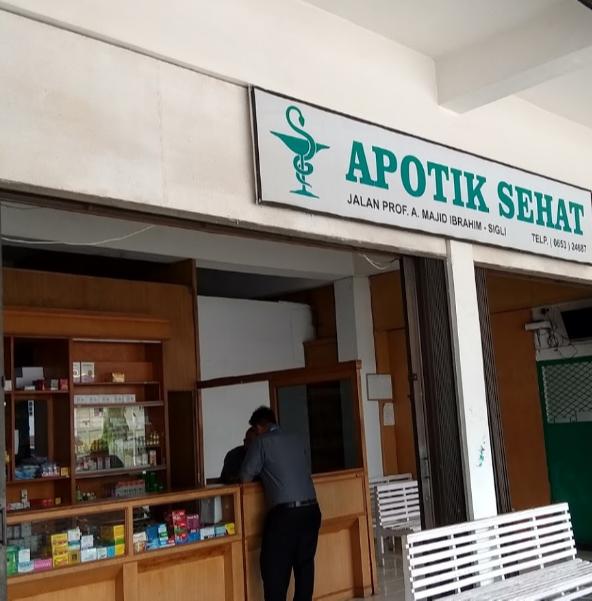 APOTIK SEHAT
JALAN PROF. A. MAJID IBRAHIM - SIGLI
TELP. ( 0653 ) 24687